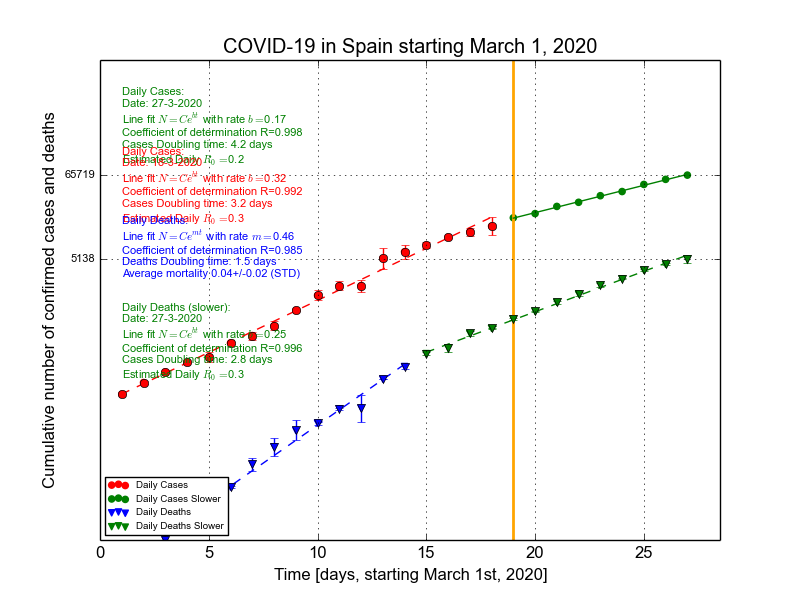 COVID-19 in Spain starting March 1, 2020
Daily Cases:
Date: 27-3-2020
Line fit N=Ce^{bt} with rate b=0.17
Coefficient of determination R=0.998
Cases Doubling time: 4.2 days
Estimated Daily R_0=0.2
Daily Cases:
Date: 18-3-2020
Line fit N=Ce^{bt} with rate b=0.32
Coefficient of determination R=0.992
Cases Doubling time: 3.2 days
Estimated Daily R_0=0.3
Daily Deaths:
Line fit N=Ce^{mt} with rate m=0.46
Coefficient of determination R=0.985
Deaths Doubling time: 1.5 days
Average mortality 0.04+/-0.02 (STD)
Daily Deaths (slower):
Date: 27-3-2020
Line fit N=Ce^{bt} with rate b=0.25
Coefficient of determination R=0.996
Cases Doubling time: 2.8 days
Estimated Daily R_0=0.3
65719
5138
Cumulative number of confirmed cases and deaths
Daily Cases
Daily Cases Slower
Daily Deaths
Daily Deaths Slower
0 5 10 15 20 25
Time [days, starting March 1st, 2020]